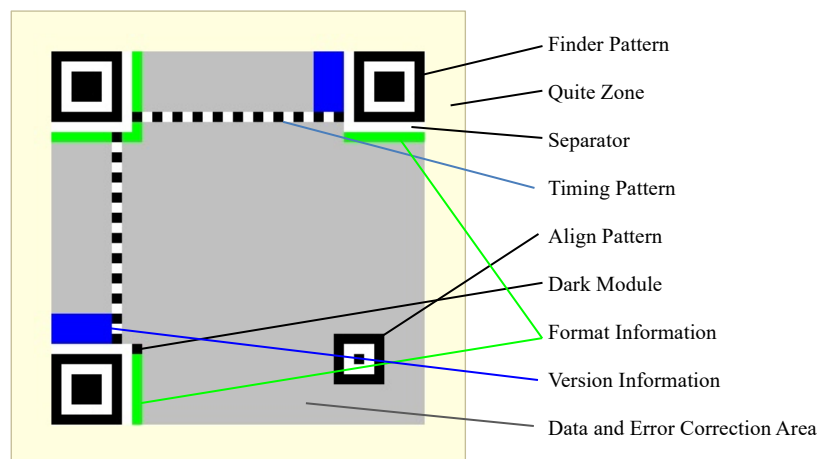 Finder Pattern
Quite Zone
Separator
Timing Pattern
Align Pattern
Dark Module
Format Information
Version Information
Data and Error Correction Area